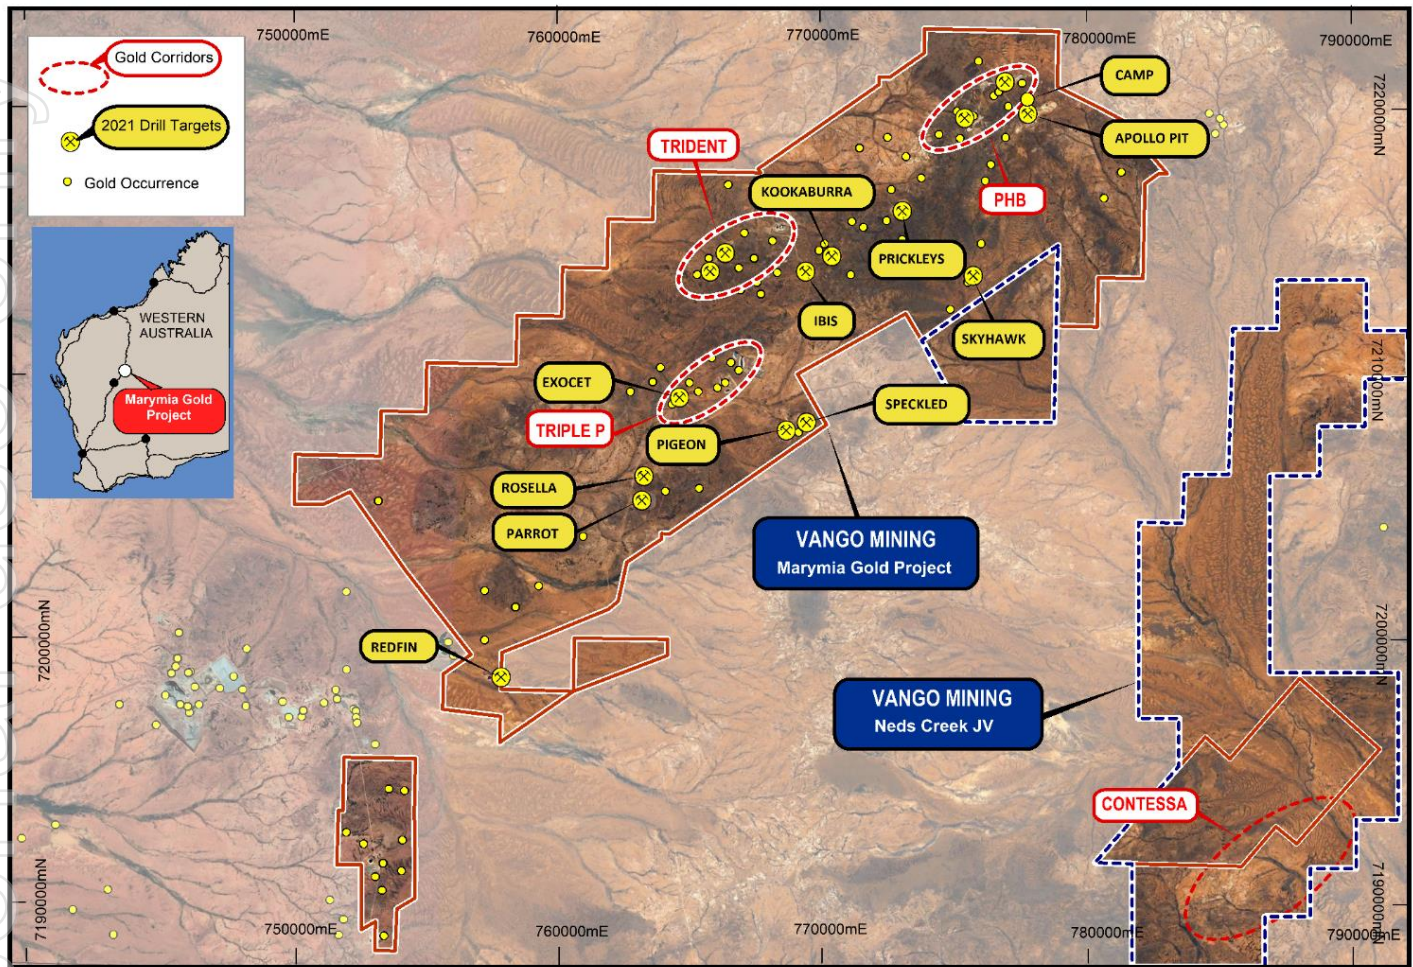 750000mE
760000mE
770000mE
780000mE
790000mE
Gold Corridors
2021 Drill Targets
Gold Occurrence
WESTERN
AUSTRALIA
Marymia Gold
Project
CAMP
APOLLO PIT
7220000mN
TRIDENT
KOOKABURRA
PHB
PRICKLEYS
IBIS
SKYHAWK
7210000mN
EXOCET
SPECKLED
TRIPLE P
PIGEON
ROSELLA
PARROT
VANGO MINING
Marymia Gold Project
7200000mN
REDFIN
7200000mN
VANGO MINING
Neds Creek JV
CONTESSA
7190000mN
7190000mN
750000mE
760000mE
770000mE
780000mE
790000mE